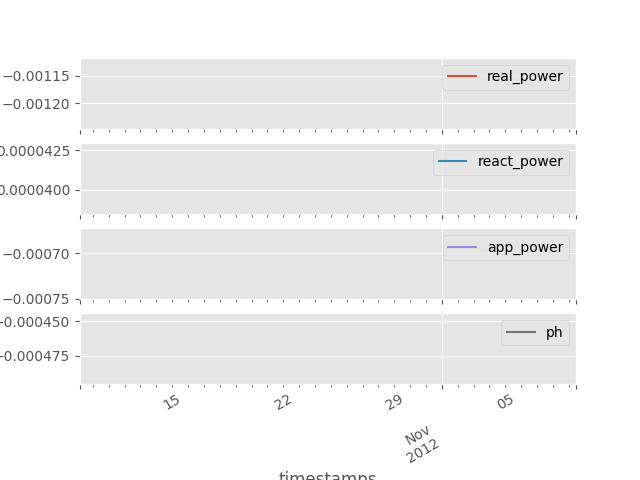 −0.00115
−0.00120
real_power
0.0000425
0.0000400
react_power
−0.00070
−0.00075
app_power
−0.000450
−0.000475
ph
15
22
29
Nov
2012
05
timestamps